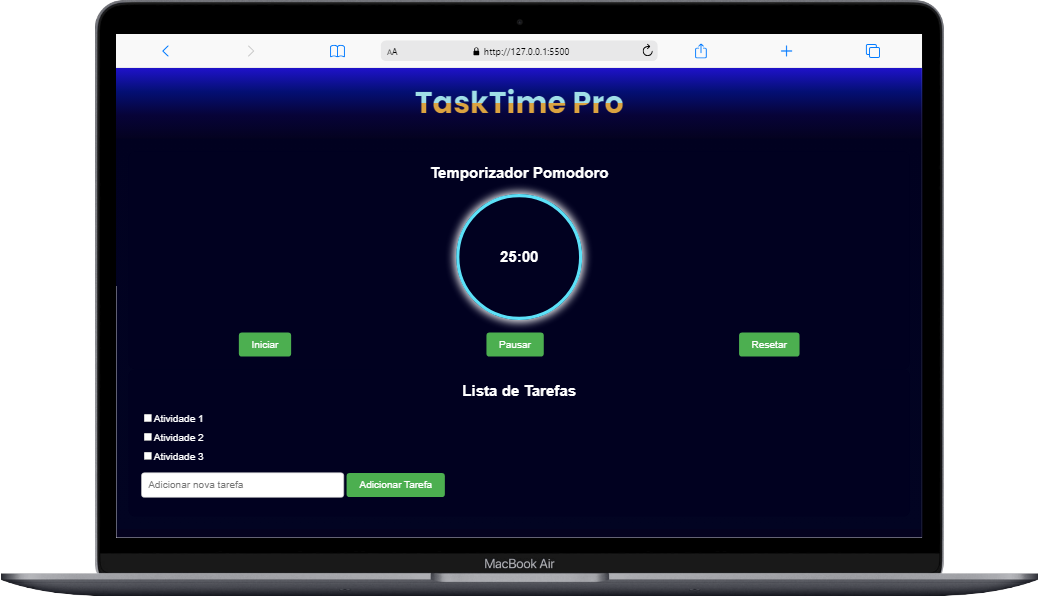 AA http://127.0.0.1:5500
TaskTime Pro
Temporizador Pomodoro
25:00
Iniciar Pausar Resetar
Lista de Tarefas
Atividade 1
Atividade 2
Atividade 3
Adicionar nova tarefa Adicionar Tarefa
MacBook Air